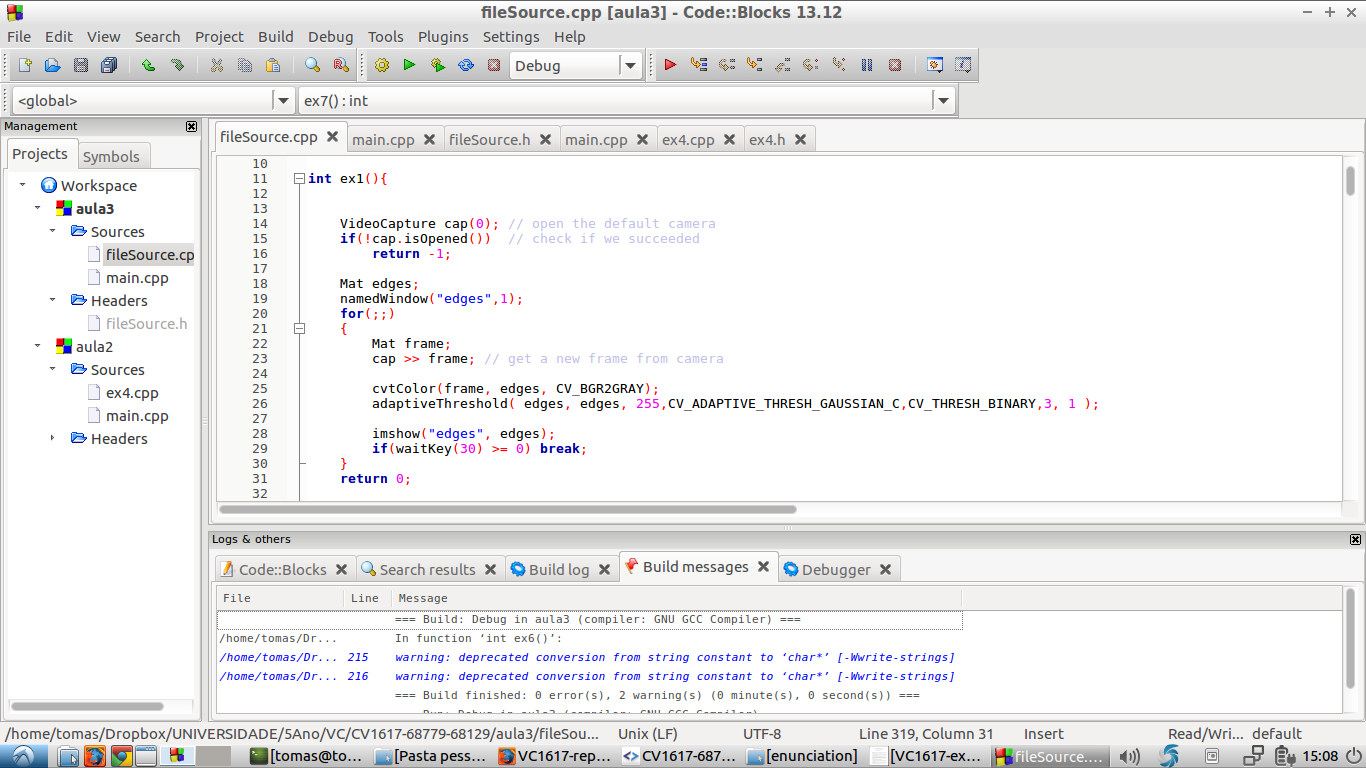 fileSource.cpp [aula3] - Code::Blocks 13.12
File Edit View Search Project Build Debug Tools Plugins Settings Help
Debug
<global> ex7() : int
Management
Projects Symbols
Workspace
aula3
Sources
fileSource.cp
main.cpp
Headers
fileSource.h
aula2
Sources
ex4.cpp
main.cpp
Headers
fileSource.cpp main.cpp fileSource.h main.cpp ex4.cpp ex4.h
10
11 int ex1(){
12
13
14 VideoCapture cap(0); // open the default camera
15 if(!cap.isOpened()) // check if we succeeded
16 return -1;
17
18 Mat edges;
19 namedWindow("edges",1);
20 for(;;)
21 {
22 Mat frame;
23 cap >> frame; // get a new frame from camera
24
25 cvtColor(frame, edges, CV_BGR2GRAY);
26 adaptiveThreshold( edges, edges, 255,CV_ADAPTIVE_THRESH_GAUSSIAN_C,CV_THRESH_BINARY,3, 1 );
27
28 imshow("edges", edges);
29 if(waitKey(30) >= 0) break;
30 }
31 return 0;
32
Logs & others
Code::Blocks Search results Build log Build messages Debugger
File Line Message
=== Build: Debug in aula3 (compiler: GNU GCC Compiler) ===
/home/tomas/Dr... In function ‘int ex6()’:
/home/tomas/Dr... 215 warning: deprecated conversion from string constant to ‘char*’ [-Wwrite-strings]
/home/tomas/Dr... 216 warning: deprecated conversion from string constant to ‘char*’ [-Wwrite-strings]
=== Build finished: 0 error(s), 2 warning(s) (0 minute(s), 0 second(s)) ===
/home/tomas/Dropbox/UNIVERSIDADE/5Ano/VC/CV1617-68779-68129/aula3/fileSou... Unix (LF) UTF-8 Line 319, Column 31 Insert Read/Wri... default
[tomas@to... [Pasta pess... VC1617-rep... CV1617-687... [enunciation] [VC1617-ex... fileSource.... 15:08